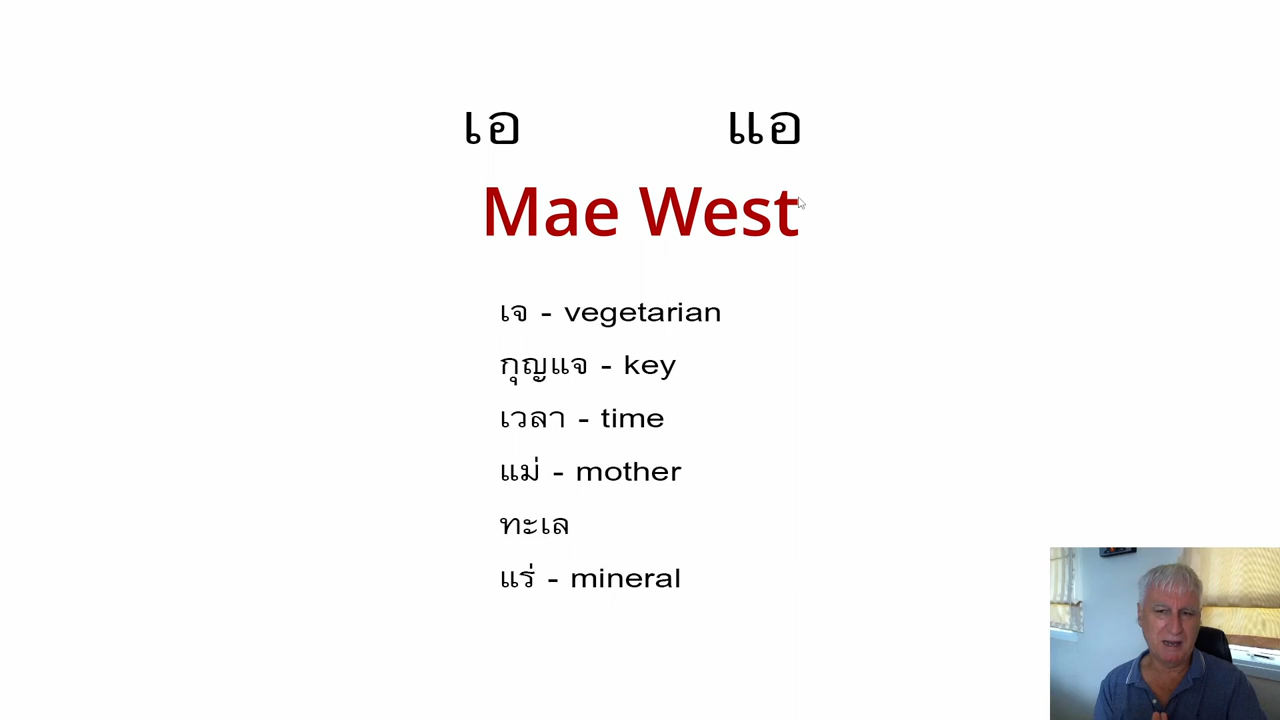 เอ แอ
Mae West
เจ - vegetarian
กุญแจ - key
เวลา - time
แม่ - mother
ทะเล
แร่ - mineral